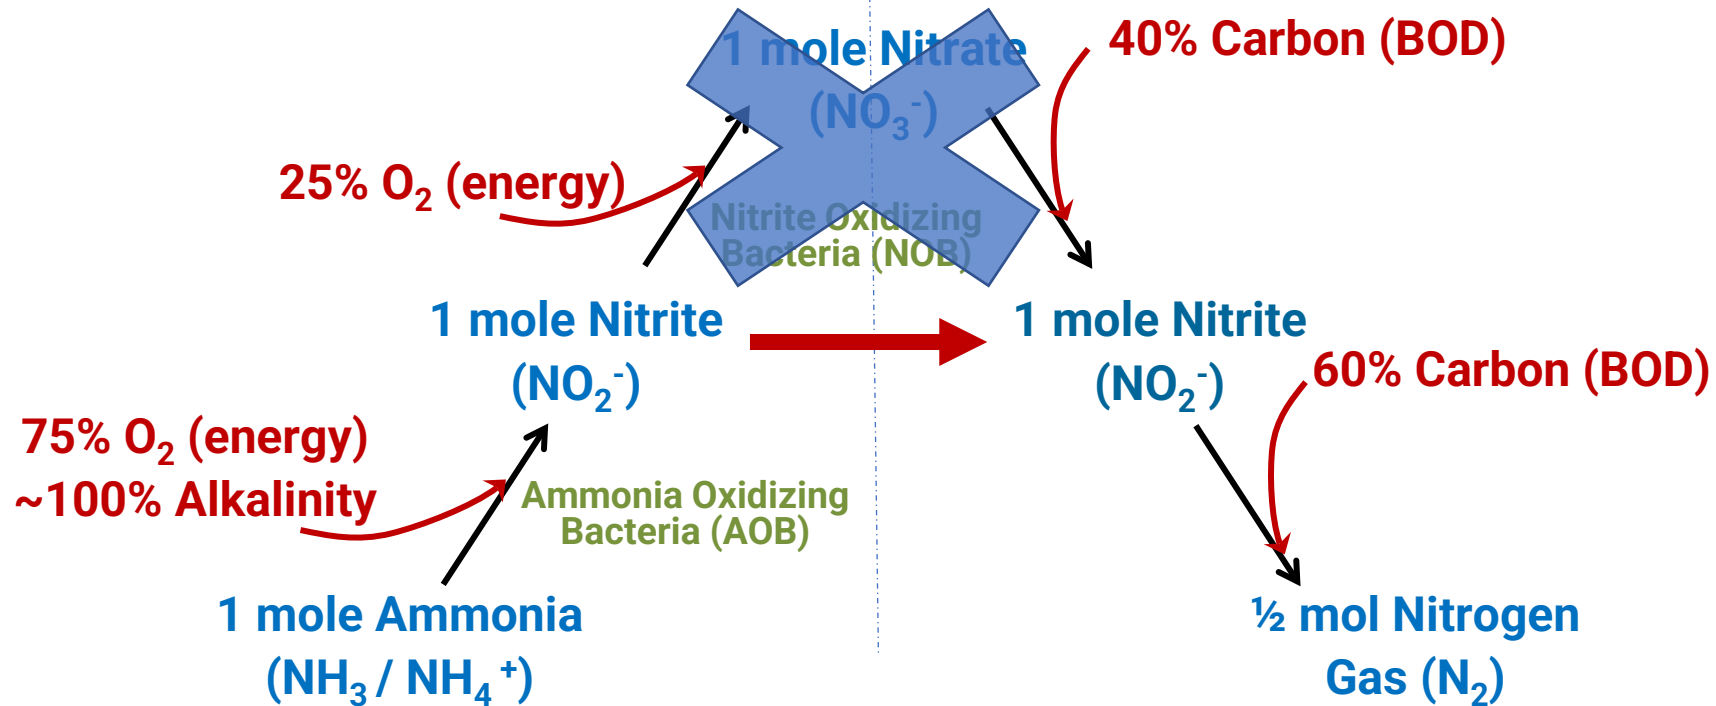 1 mole Nitrate
(NO₃⁻)
40% Carbon (BOD)
25% O₂ (energy)
Nitrite Oxidizing
Bacteria (NOB)
1 mole Nitrite
(NO₂⁻)
1 mole Nitrite
(NO₂⁻)
60% Carbon (BOD)
75% O₂ (energy)
~100% Alkalinity
Ammonia Oxidizing
Bacteria (AOB)
1 mole Ammonia
(NH₃ / NH₄⁺)
½ mol Nitrogen
Gas (N₂)